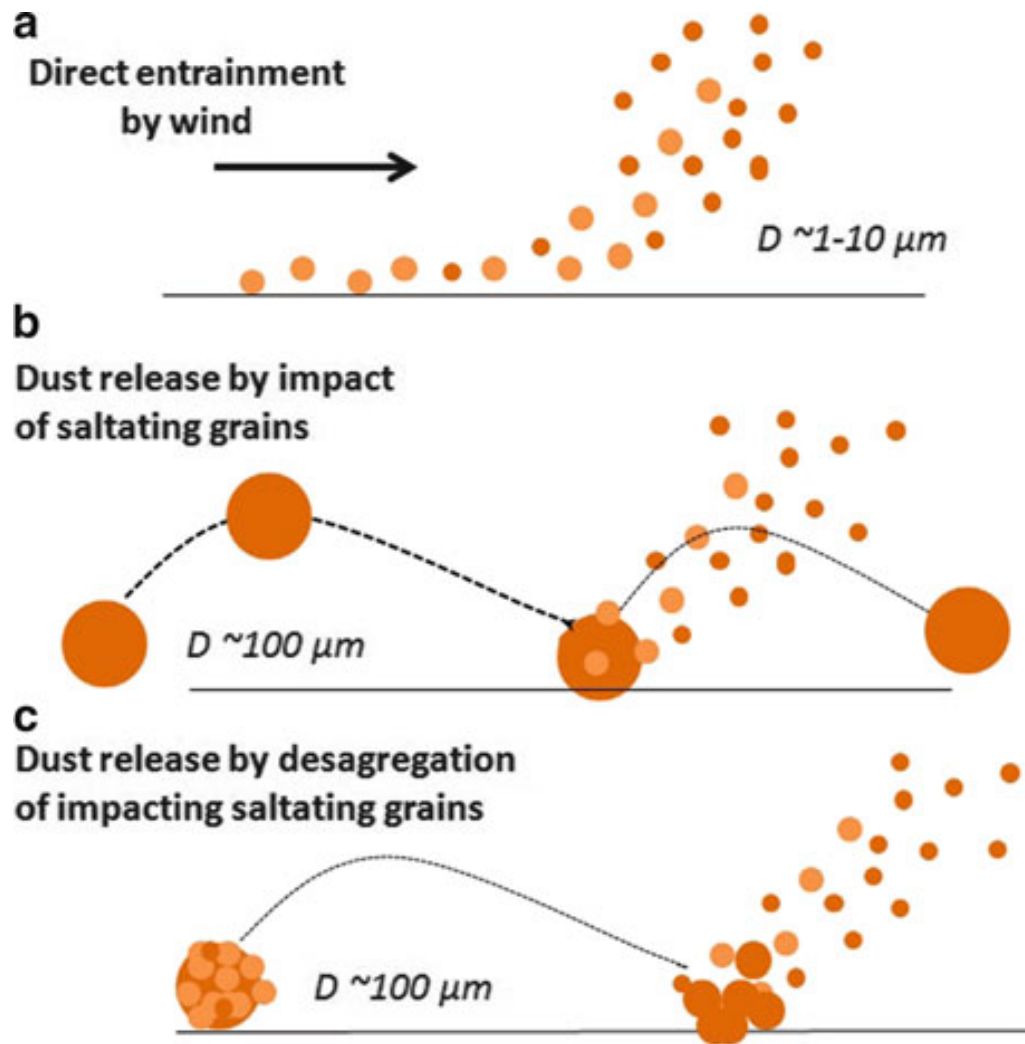 a
Direct entrainment
by wind
D ~1-10 μm
b
Dust release by impact
of saltating grains
D ~100 μm
c
Dust release by desagregation
of impacting saltating grains
D ~100 μm